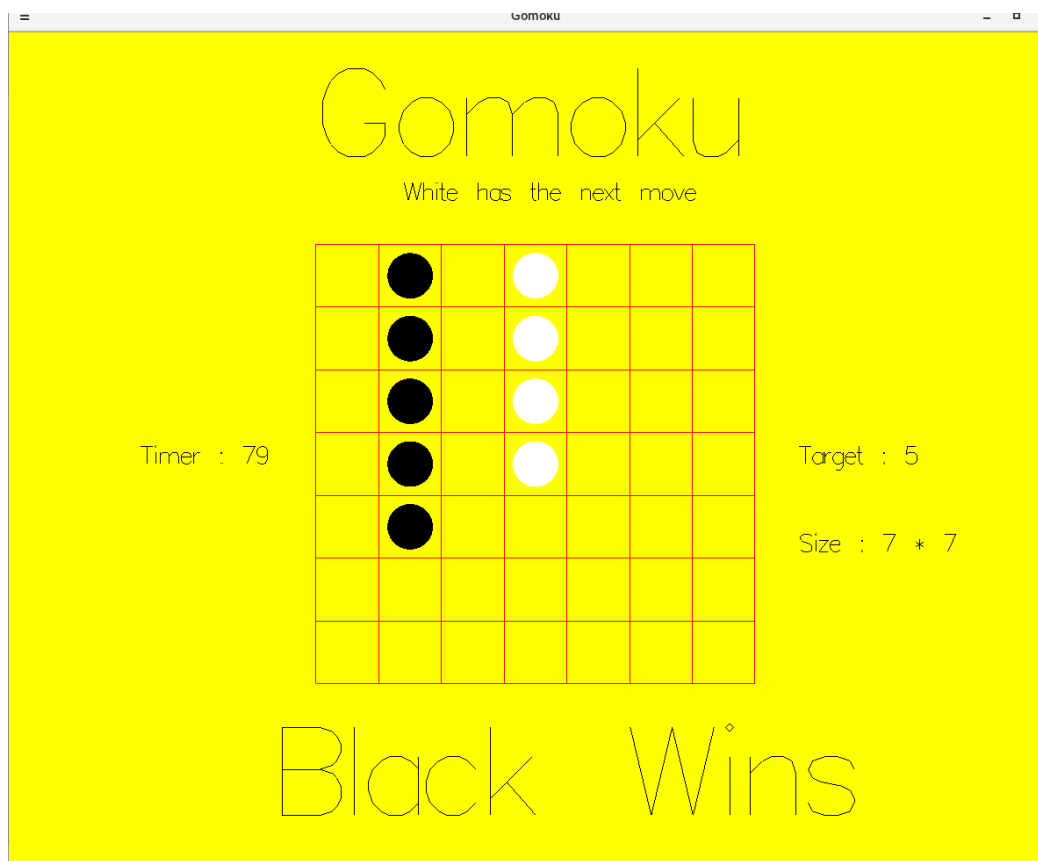 Gomoku
Gomoku
White has the next move
Timer : 79
Target : 5
Size : 7 * 7
Black Wins